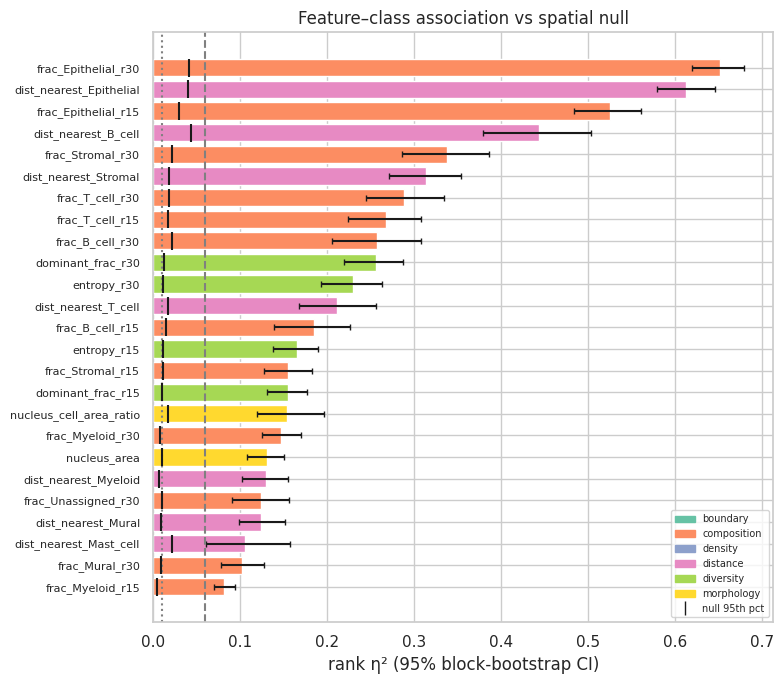 Feature–class association vs spatial null
frac_Epithelial_r30
dist_nearest_Epithelial
frac_Epithelial_r15
dist_nearest_B_cell
frac_Stromal_r30
dist_nearest_Stromal
frac_T_cell_r30
frac_T_cell_r15
frac_B_cell_r30
dominant_frac_r30
entropy_r30
dist_nearest_T_cell
frac_B_cell_r15
entropy_r15
frac_Stromal_r15
dominant_frac_r15
nucleus_cell_area_ratio
frac_Myeloid_r30
nucleus_area
dist_nearest_Myeloid
frac_Unassigned_r30
dist_nearest_Mural
dist_nearest_Mast_cell
frac_Mural_r30
frac_Myeloid_r15
boundary
composition
density
distance
diversity
morphology
null 95th pct
0.0 0.1 0.2 0.3 0.4 0.5 0.6 0.7
rank η² (95% block-bootstrap CI)